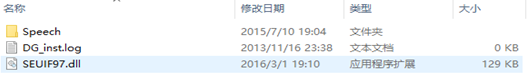 名称 修改日期 类型 大小
Speech 2015/7/10 19:04 文件夹
DG_inst.log 2013/11/16 23:38 文本文档 0 KB
SEUIF97.dll 2016/3/1 19:10 应用程序扩展 129 KB